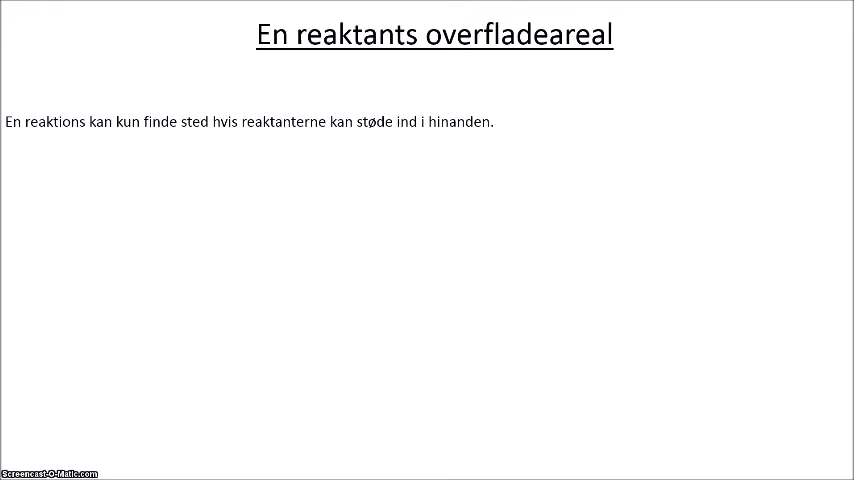 En reaktants overfladeareal
En reaktions kan kun finde sted hvis reaktanterne kan støde ind i hinanden.
Screencast-O-Matic.com